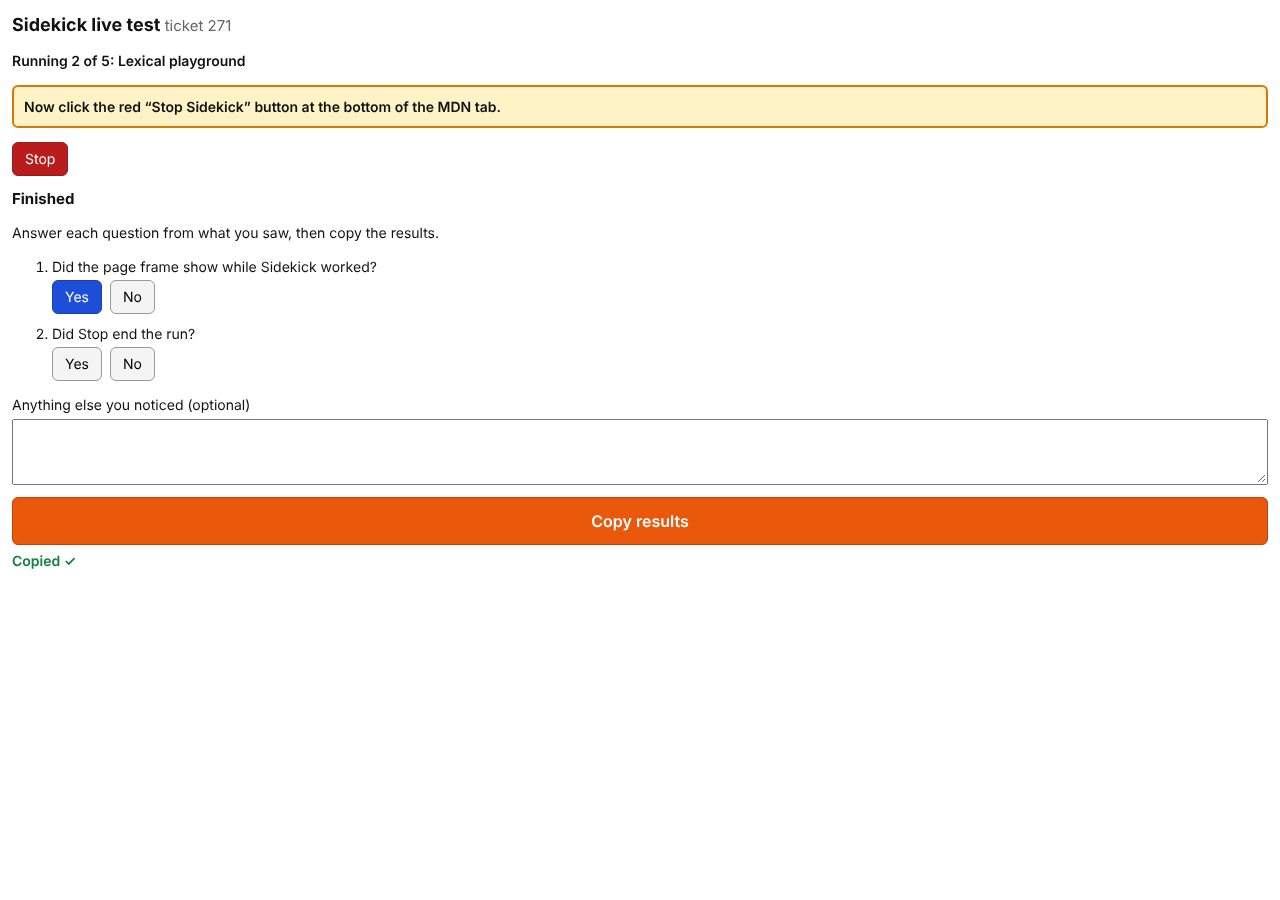 Sidekick live test ticket 271
Running 2 of 5: Lexical playground
Now click the red “Stop Sidekick” button at the bottom of the MDN tab.
Stop
Finished
Answer each question from what you saw, then copy the results.
1. Did the page frame show while Sidekick worked?
Yes No
2. Did Stop end the run?
Yes No
Anything else you noticed (optional)
Copy results
Copied ✓